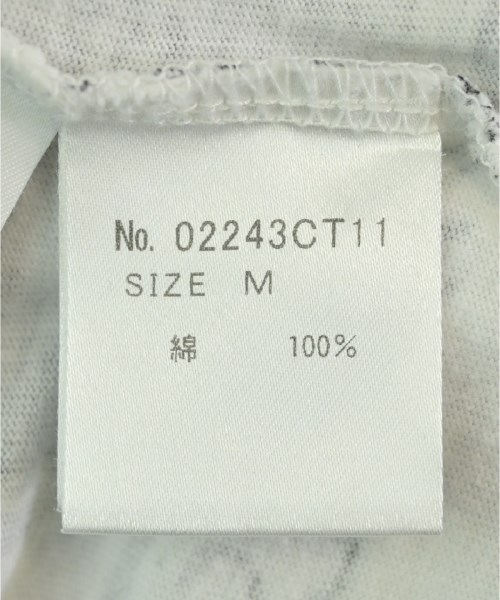 No. 02243CT11
SIZE M
綿 100%